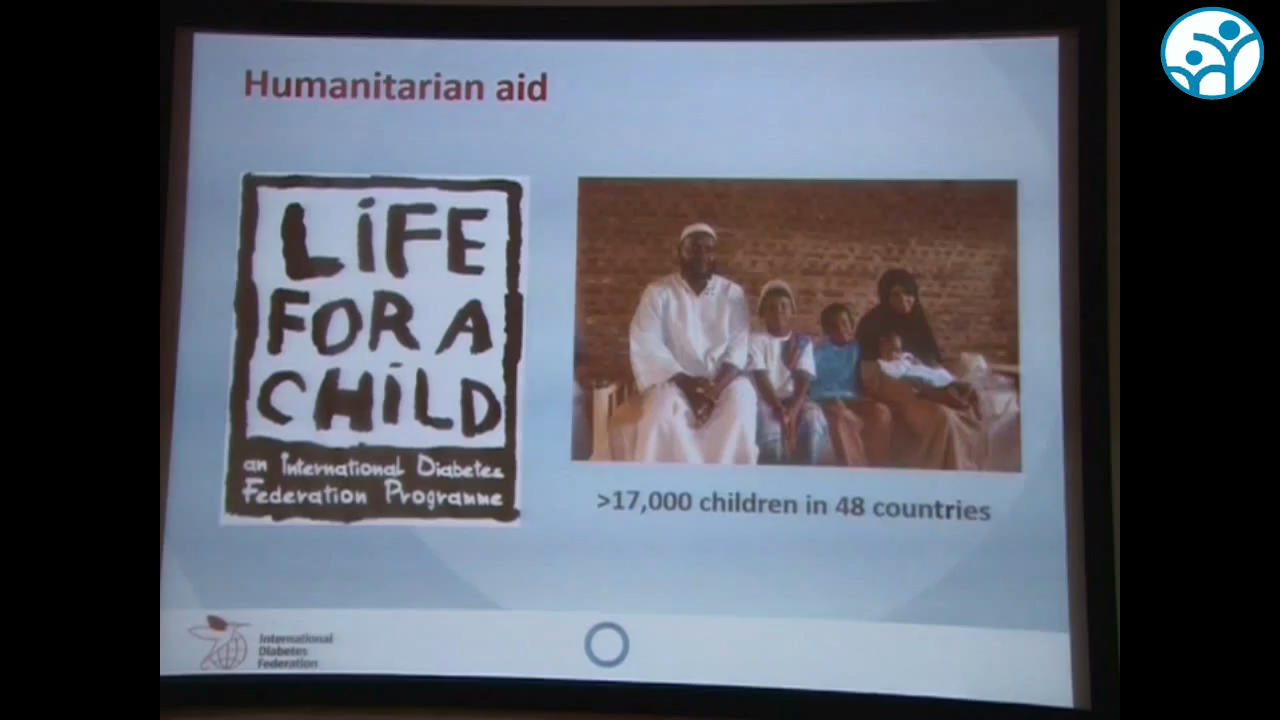 Humanitarian aid
LiFE
FOR A
CHiLD
an International Diabetes
Federation Programme
>17,000 children in 48 countries
International
Diabetes
Federation